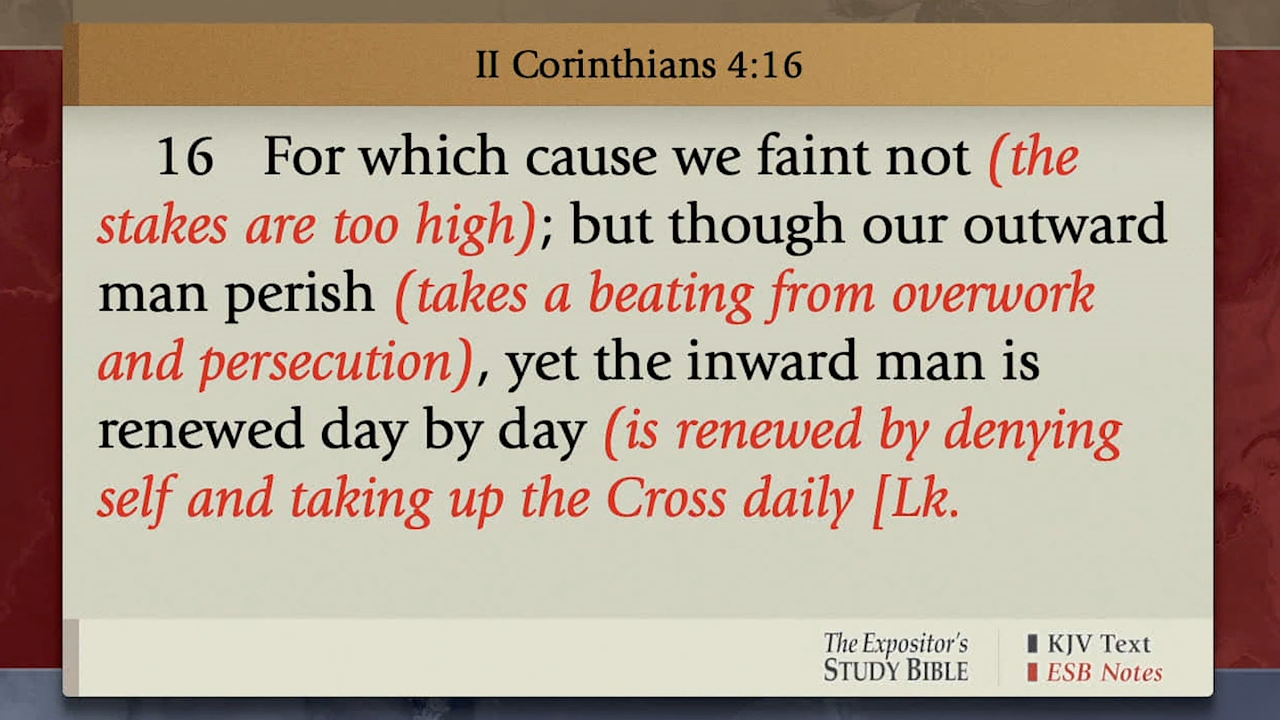 II Corinthians 4:16
16 For which cause we faint not (the
stakes are too high); but though our outward
man perish (takes a beating from overwork
and persecution), yet the inward man is
renewed day by day (is renewed by denying
self and taking up the Cross daily [Lk.
The Expositor's
STUDY BIBLE
KJV Text
ESB Notes